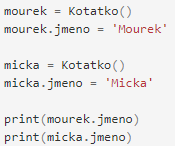 mourek = Kotatko()
mourek.jmeno = 'Mourek'

micka = Kotatko()
micka.jmeno = 'Micka'

print(mourek.jmeno)
print(micka.jmeno)